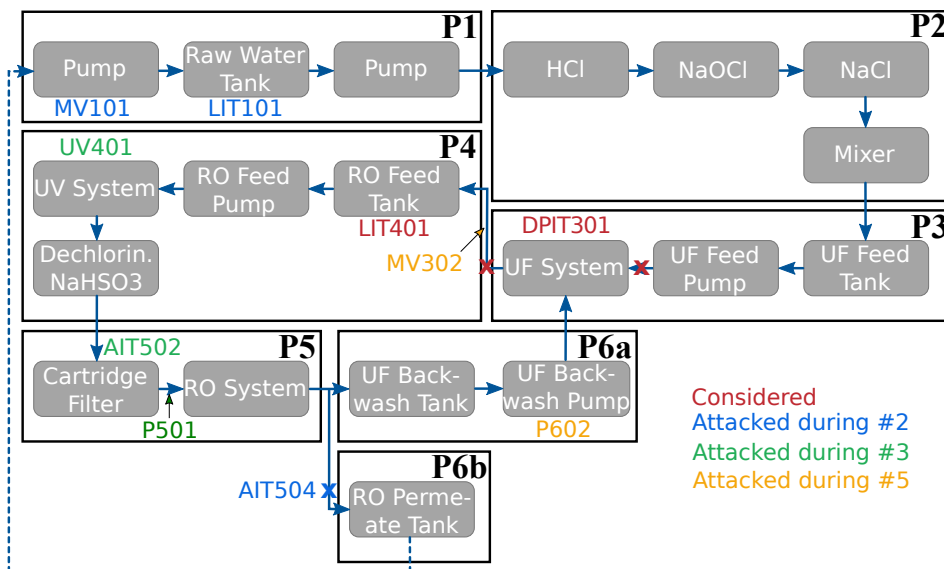 P1
Pump
Raw Water
Tank
Pump
MV101
LIT101
P2
HCl
NaOCl
NaCl
Mixer
UV401
P4
UV System
RO Feed
Pump
RO Feed
Tank
LIT401
MV302
Dechlorin.
NaHSO3
DPIT301
P3
UF System
UF Feed
Pump
UF Feed
Tank
AIT502
P5
Cartridge
Filter
RO System
P501
P6a
UF Back-
wash Tank
UF Back-
wash Pump
P602
P6b
AIT504
RO Perme-
ate Tank
Considered
Attacked during #2
Attacked during #3
Attacked during #5